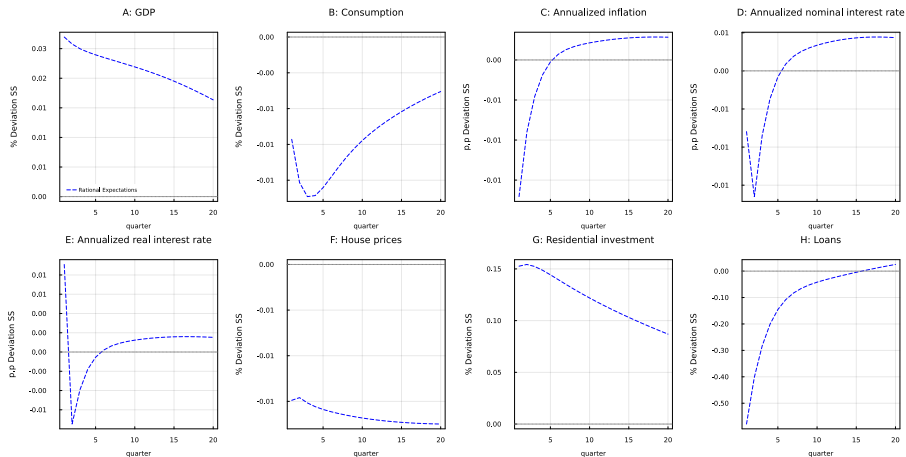 A: GDP
% Deviation SS
0.03
0.02
0.01
0.01
0.01
0.00
Rational Expectations
5 10 15 20
quarter
B: Consumption
% Deviation SS
0.00
-0.00
-0.01
-0.01
-0.01
5 10 15 20
quarter
C: Annualized inflation
p,p Deviation SS
0.00
-0.01
-0.01
-0.01
5 10 15 20
quarter
D: Annualized nominal interest rate
p,p Deviation SS
0.01
0.00
-0.01
-0.01
-0.01
5 10 15 20
quarter
E: Annualized real interest rate
p,p Deviation SS
0.01
0.01
0.00
0.00
0.00
-0.00
-0.00
-0.01
5 10 15 20
quarter
F: House prices
% Deviation SS
0.00
-0.01
-0.01
-0.01
5 10 15 20
quarter
G: Residential investment
% Deviation SS
0.15
0.10
0.05
0.00
5 10 15 20
quarter
H: Loans
% Deviation SS
0.00
-0.10
-0.20
-0.30
-0.40
-0.50
5 10 15 20
quarter